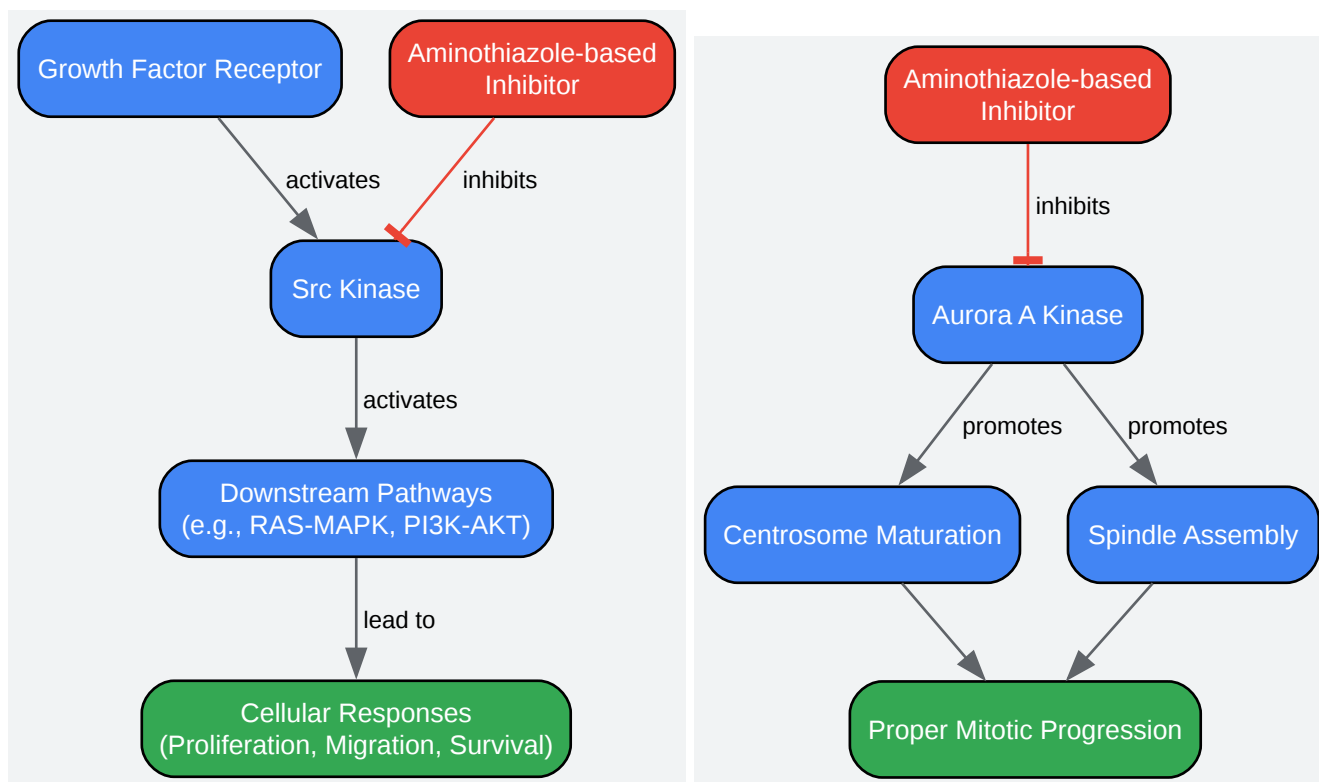 Growth Factor Receptor
Aminothiazole-based
Inhibitor
activates
inhibits
Src Kinase
activates
Downstream Pathways
(e.g., RAS-MAPK, PI3K-AKT)
lead to
Cellular Responses
(Proliferation, Migration, Survival)
Aminothiazole-based
Inhibitor
inhibits
Aurora A Kinase
promotes
promotes
Centrosome Maturation
Spindle Assembly
Proper Mitotic Progression